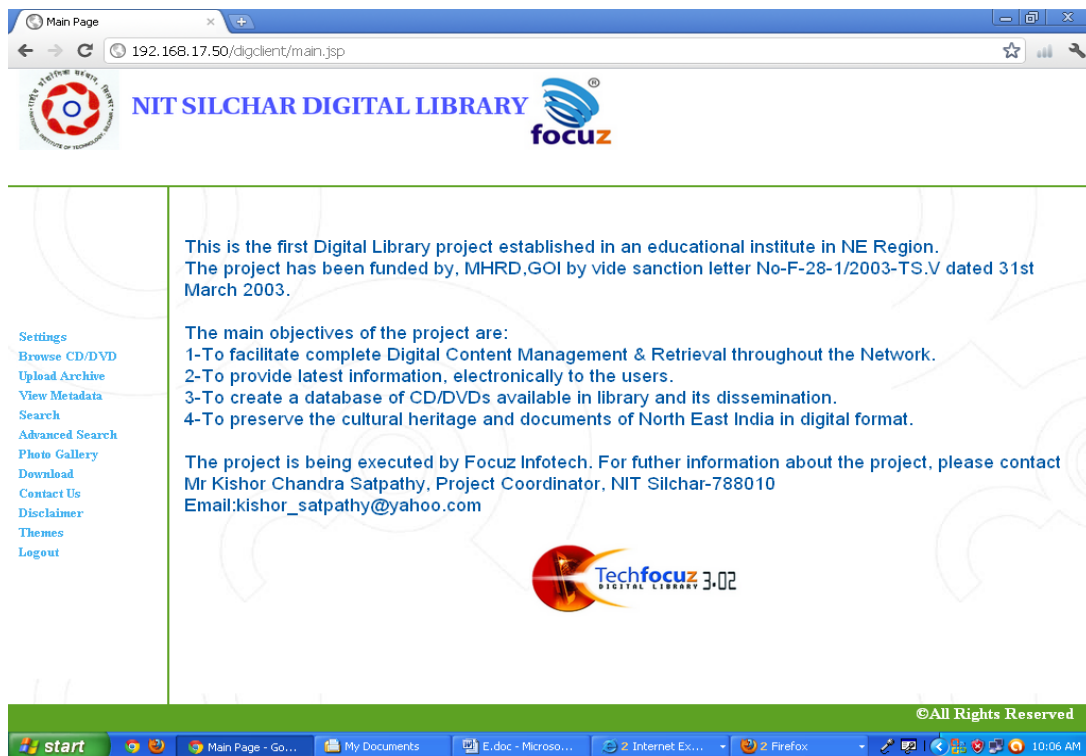 Main Page
192.168.17.50/digclient/main.jsp
NIT SILCHAR DIGITAL LIBRARY
®
focuz
This is the first Digital Library project established in an educational institute in NE Region.
The project has been funded by, MHRD,GOI by vide sanction letter No-F-28-1/2003-TS.V dated 31st
March 2003.
The main objectives of the project are:
1-To facilitate complete Digital Content Management & Retrieval throughout the Network.
2-To provide latest information, electronically to the users.
3-To create a database of CD/DVDs available in library and its dissemination.
4-To preserve the cultural heritage and documents of North East India in digital format.
The project is being executed by Focuz Infotech. For futher information about the project, please contact
Mr Kishor Chandra Satpathy, Project Coordinator, NIT Silchar-788010
Email:kishor_satpathy@yahoo.com
Settings
Browse CD/DVD
Upload Archive
View Metadata
Search
Advanced Search
Photo Gallery
Download
Contact Us
Disclaimer
Themes
Logout
Techfocuz 3.02
DIGITAL LIBRARY
©All Rights Reserved
start
Main Page - Go...
My Documents
E.doc - Microso...
2 Internet Ex...
2 Firefox
10:06 AM